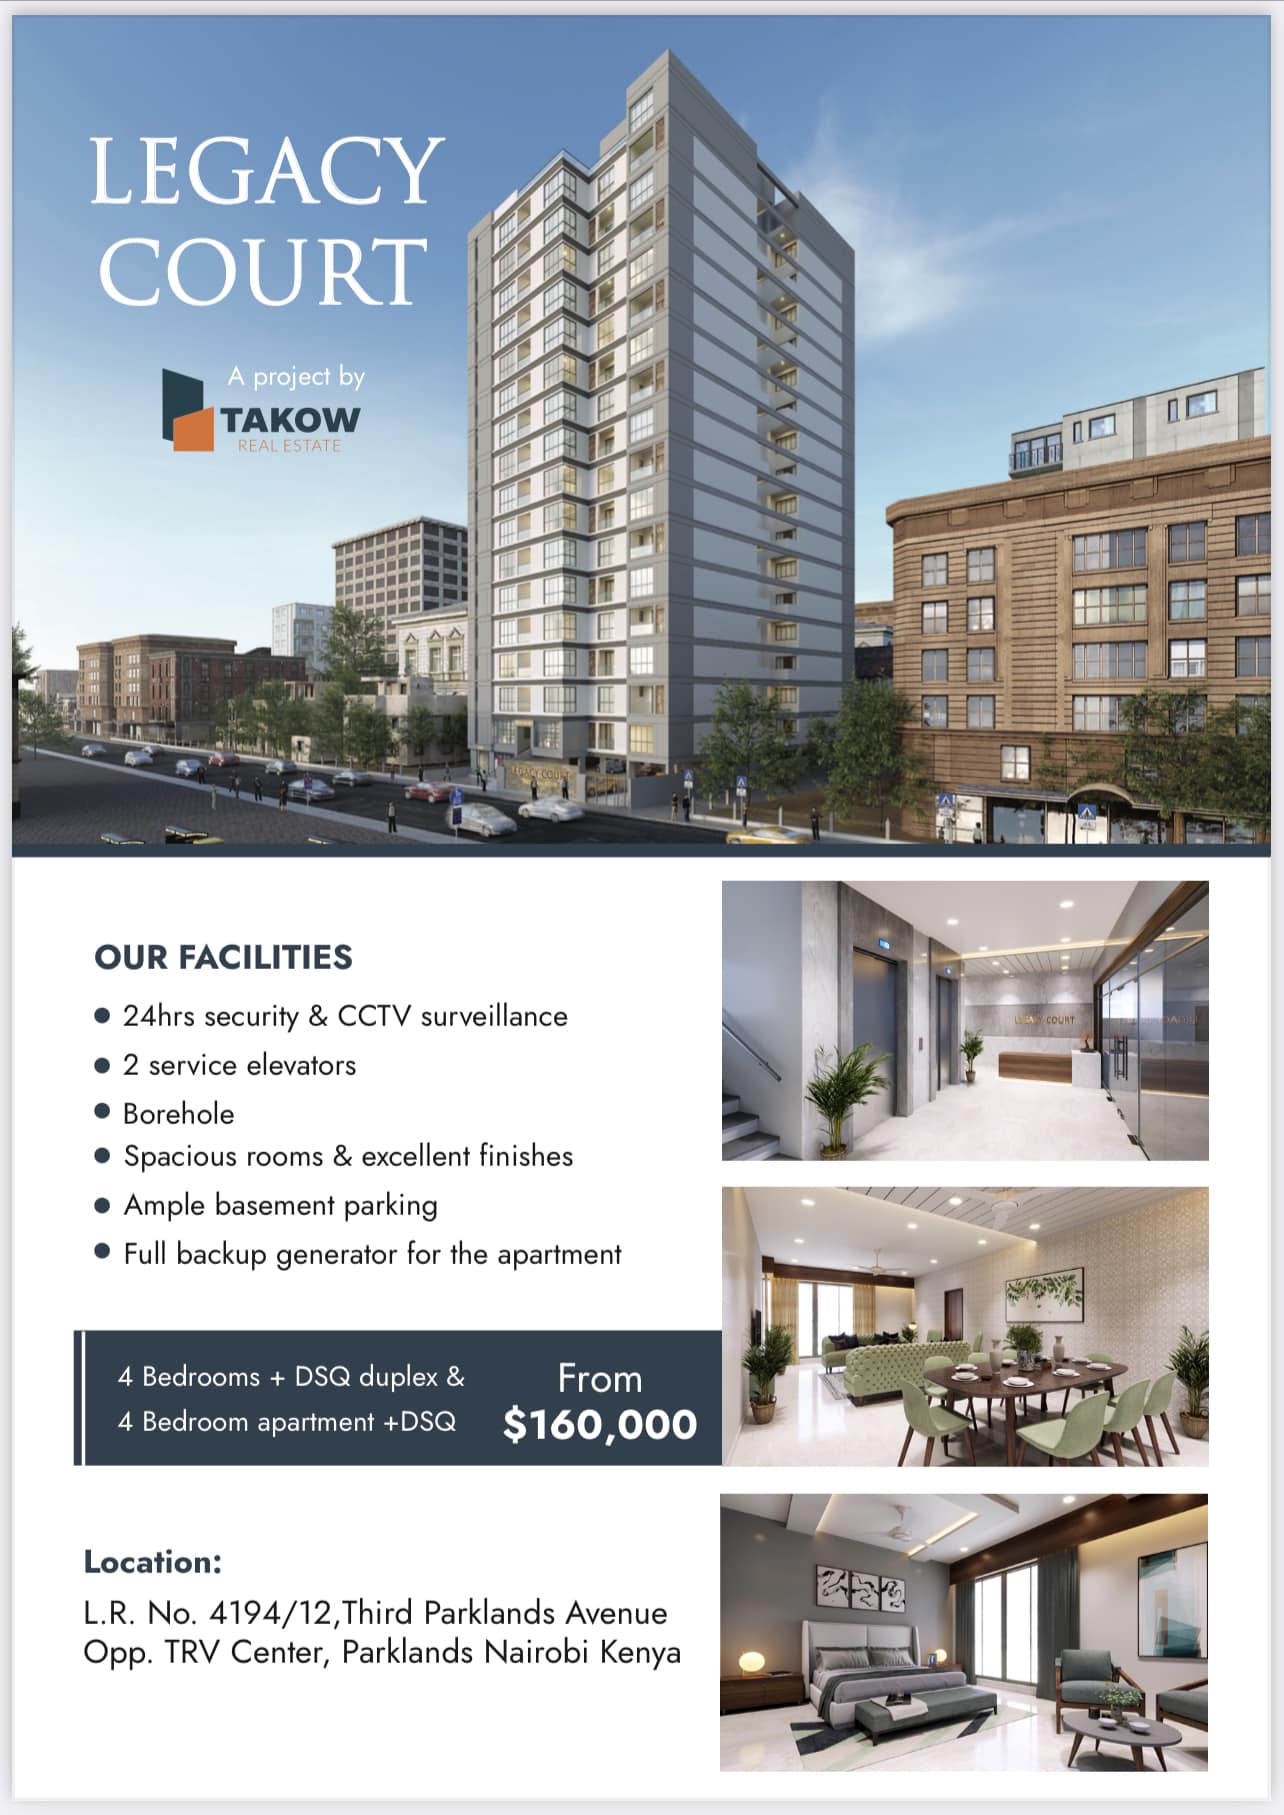 LEGACY
COURT
A project by
TAKOW
REAL ESTATE
LEGACY COURT
OUR FACILITIES
24hrs security & CCTV surveillance
2 service elevators
Borehole
Spacious rooms & excellent finishes
Ample basement parking
Full backup generator for the apartment
LEGACY COURT
4 Bedrooms + DSQ duplex &
4 Bedroom apartment +DSQ
From
$160,000
Location:
L.R. No. 4194/12,Third Parklands Avenue
Opp. TRV Center, Parklands Nairobi Kenya